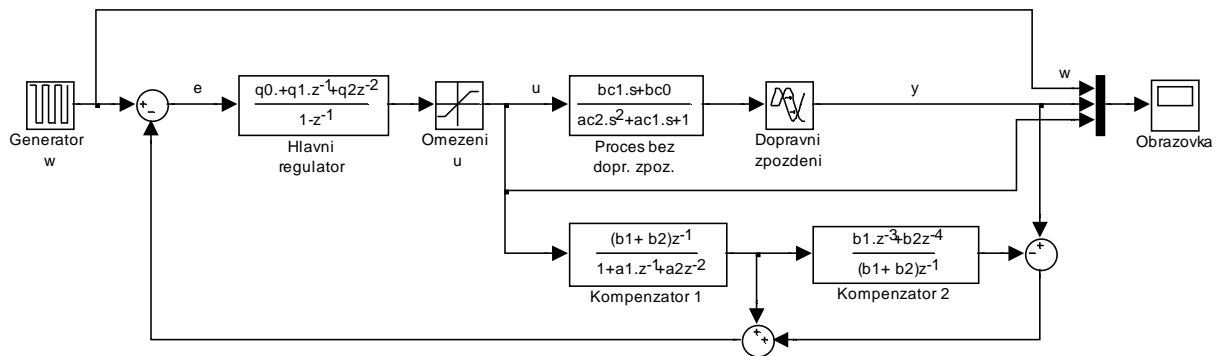 w
e
q0.+q1.z-1+q2z-2
1-z-1
u
bc1.s+bc0
ac2.s2+ac1.s+1
y
+
-
Generator
w
Hlavni
regulator
Omezeni
u
Proces bez
dopr. zpoz.
Dopravni
zpozdeni
Obrazovka
(b1+ b2)z-1
1+a1.z-1+a2z-2
b1.z-3+b2z-4
(b1+ b2)z-1
+
-
Kompenzator 1
Kompenzator 2
+
+